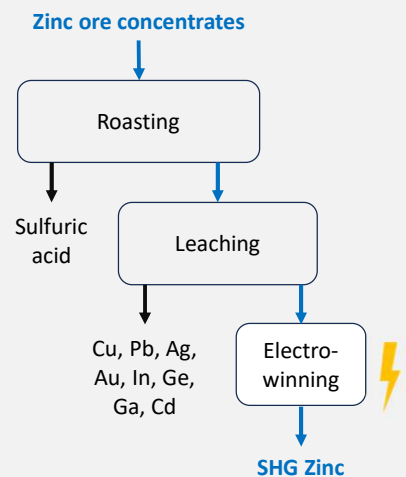 Zinc ore concentrates
Roasting
Sulfuric
acid
Leaching
Cu, Pb, Ag,
Au, In, Ge,
Ga, Cd
Electro-
winning
SHG Zinc